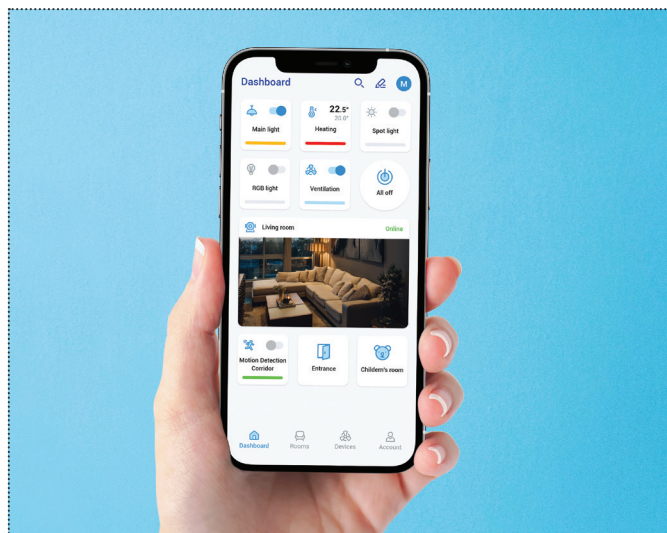 Dashboard
M
22.5°
20.0°
Main light
Heating
Spot light
RGB light
Ventilation
All off
Living room
Online
Motion Detection
Corridor
Entrance
Childern's room
Dashboard
Rooms
Devices
Account